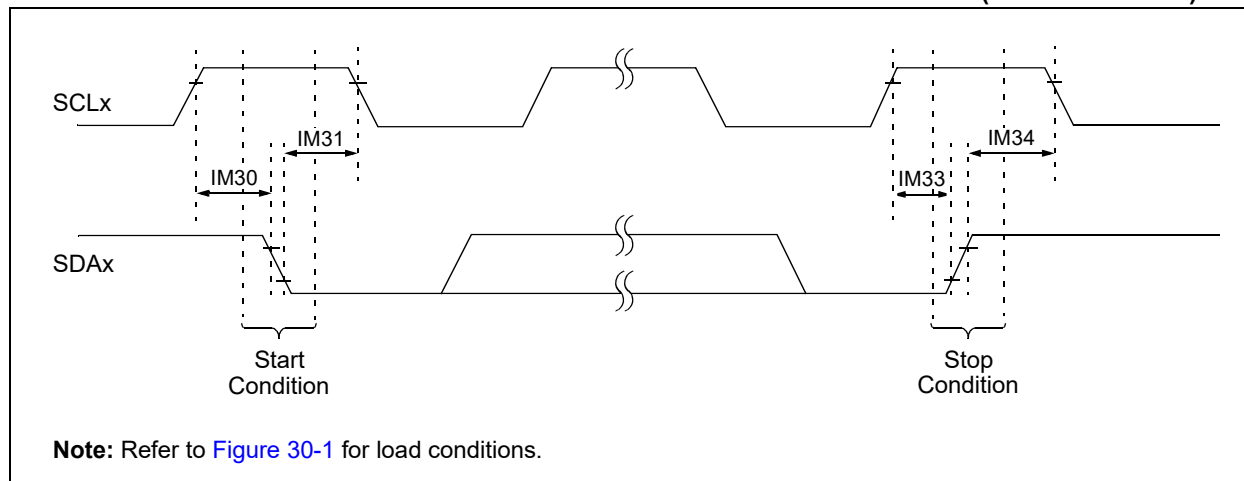 SCLx
IM31
IM34
IM30
IM33
SDAx
Start
Condition
Stop
Condition
Note: Refer to Figure 30-1 for load conditions.